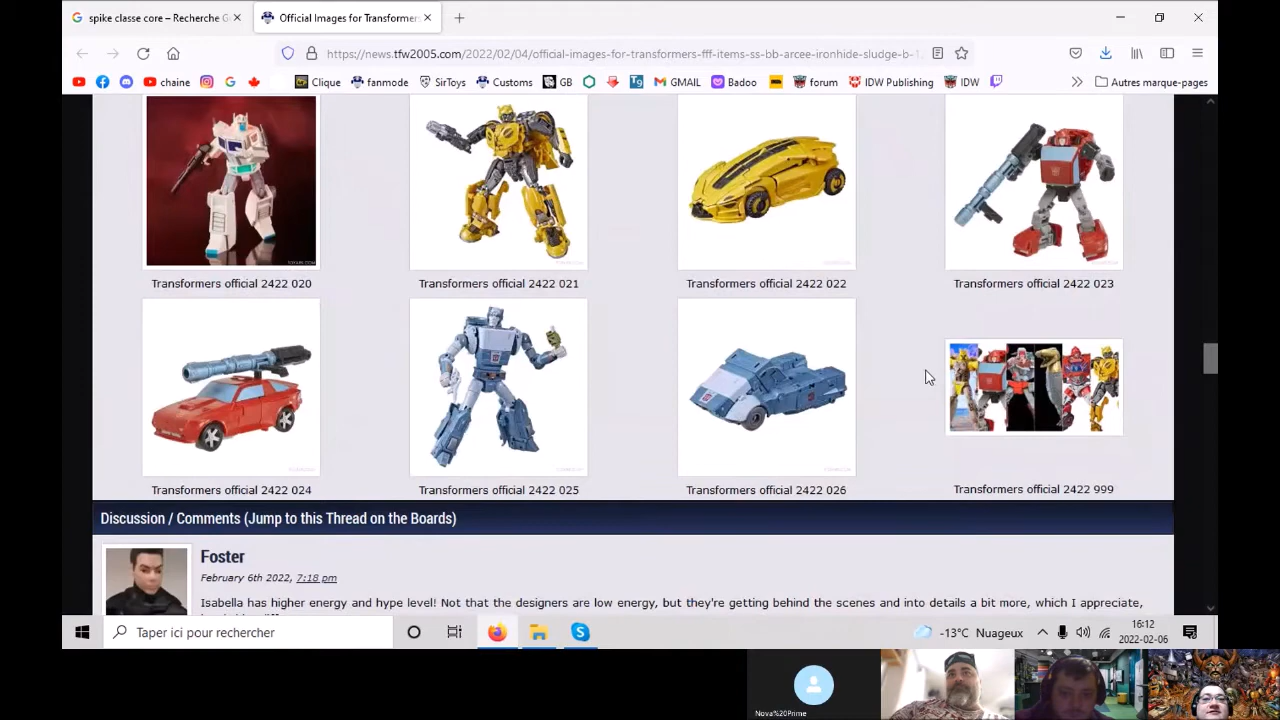 spike classe core – Recherche G
Official Images for Transformer
https://news.tfw2005.com/2022/02/04/official-images-for-transformers-fff-items-ss-bb-arcee-ironhide-sludge-b-1
chaine
Clique
fanmode
SirToys
Customs
GB
GMAIL
Badoo
forum
IDW Publishing
IDW
Autres marque-pages
Transformers official 2422 020
Transformers official 2422 021
Transformers official 2422 022
Transformers official 2422 023
Transformers official 2422 024
Transformers official 2422 025
Transformers official 2422 026
Transformers official 2422 999
Discussion / Comments (Jump to this Thread on the Boards)
Foster
February 6th 2022, 7:18 pm
Isabella has higher energy and hype level! Not that the designers are low energy, but they're getting behind the scenes and into details a bit more, which I appreciate,
Taper ici pour rechercher
-13°C Nuageux
16:12
2022-02-06
Nova%20Prime